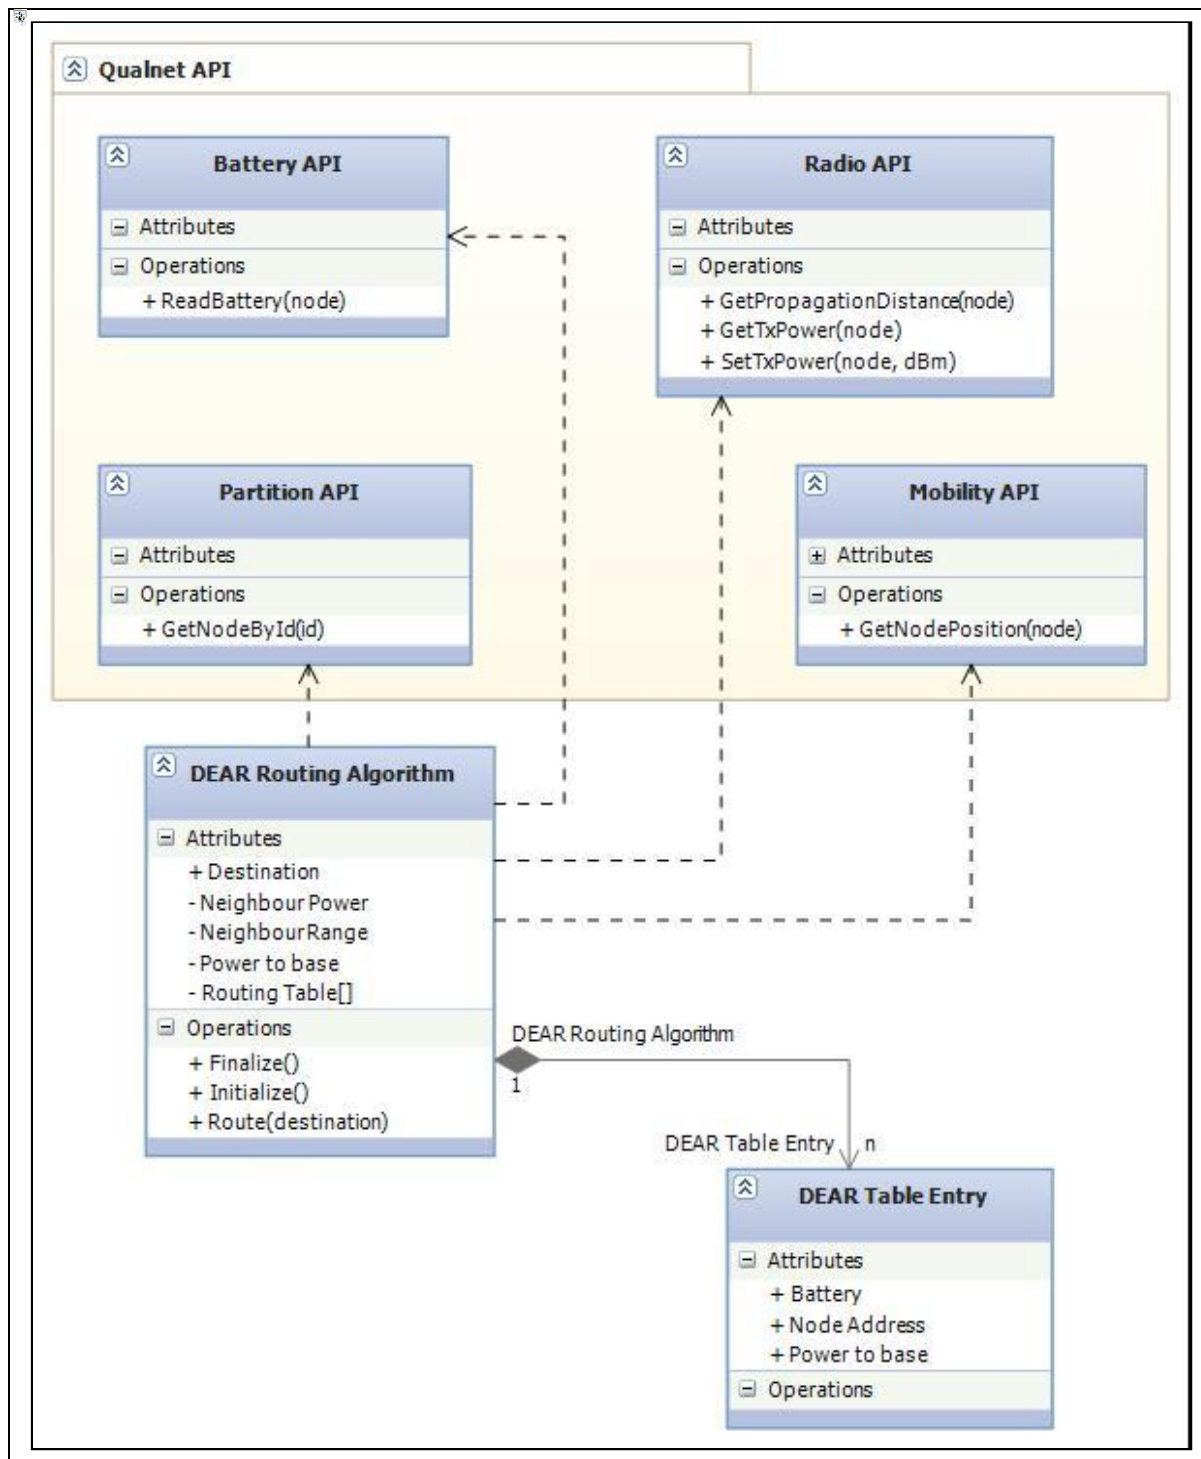 Qualnet API
Battery API
Attributes
Operations
+ ReadBattery(node)
Radio API
Attributes
Operations
+ GetPropagationDistance(node)
+ GetTxPower(node)
+ SetTxPower(node, dBm)
Partition API
Attributes
Operations
+ GetNodeById(id)
Mobility API
Attributes
Operations
+ GetNodePosition(node)
DEAR Routing Algorithm
Attributes
+ Destination
- Neighbour Power
- Neighbour Range
- Power to base
- Routing Table[]
Operations
+ Finalize()
+ Initialize()
+ Route(destination)
DEAR Routing Algorithm
1
DEAR Table Entry
n
DEAR Table Entry
Attributes
+ Battery
+ Node Address
+ Power to base
Operations